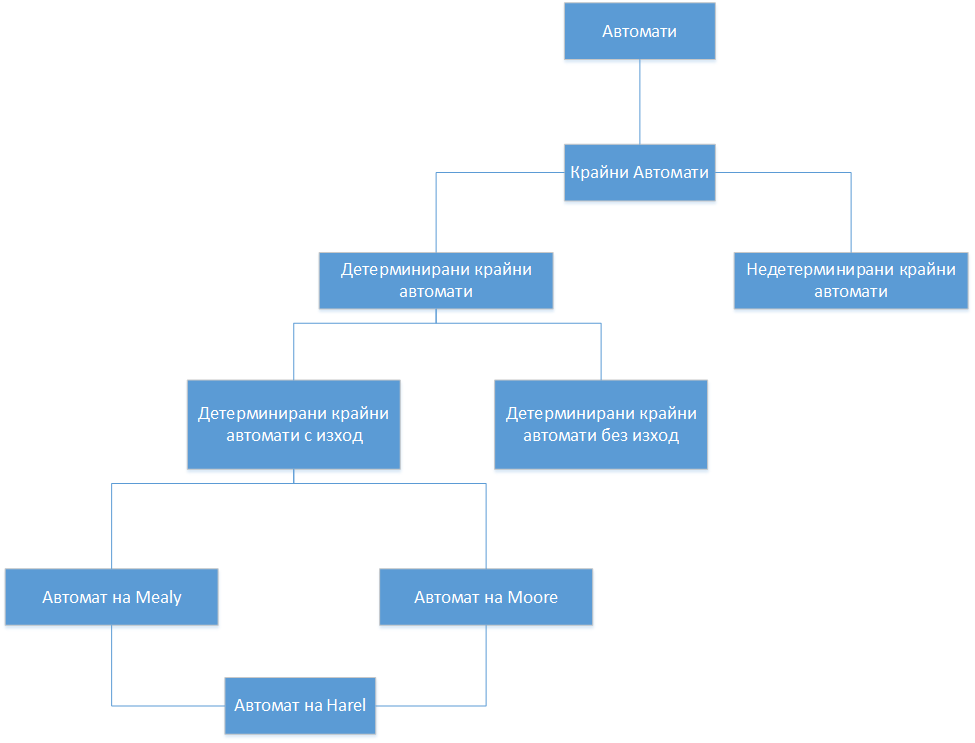 Автомати
Крайни Автомати
Детерминирани крайни
автомати
Недетерминирани крайни
автомати
Детерминирани крайни
автомати с изход
Детерминирани крайни
автомати без изход
Автомат на Mealy
Автомат на Moore
Автомат на Harel